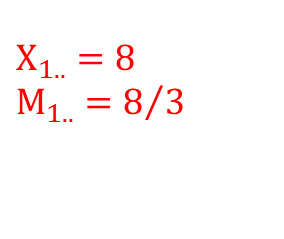 X₁.. = 8
M₁.. = 8/3